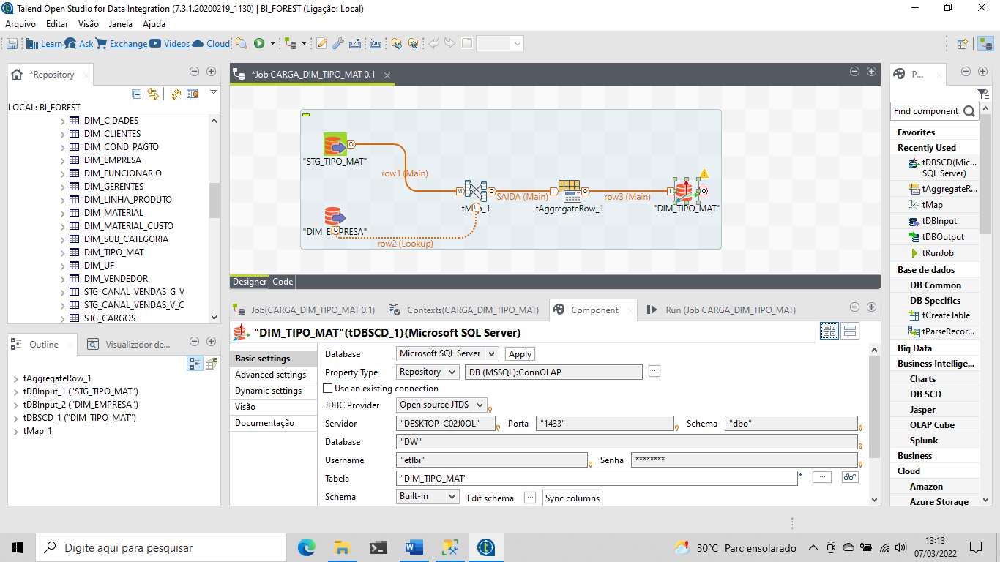 Talend Open Studio for Data Integration (7.3.1.20200219_1130) | BI_FOREST (Ligação: Local)
Arquivo Editar Visão Janela Ajuda
Learn Ask Exchange Videos Cloud
*Repository
LOCAL: BI_FOREST
DIM_CIDADES
DIM_CLIENTES
DIM_COND_PAGTO
DIM_EMPRESA
DIM_FUNCIONARIO
DIM_GERENTES
DIM_LINHA_PRODUTO
DIM_MATERIAL
DIM_MATERIAL_CUSTO
DIM_SUB_CATEGORIA
DIM_TIPO_MAT
DIM_UF
DIM_VENDEDOR
STG_CANAL_VENDAS_G_V
STG_CANAL_VENDAS_V_C
STG_CARGOS
Outline Visualizador de...
tAggregateRow_1
tDBInput_1 ("STG_TIPO_MAT")
tDBInput_2 ("DIM_EMPRESA")
tDBSCD_1 ("DIM_TIPO_MAT")
tMap_1
*Job CARGA_DIM_TIPO_MAT 0.1
"STG_TIPO_MAT"
row1 (Main)
SAIDA (Main)
row3 (Main)
tMap_1
tAggregateRow_1
"DIM_TIPO_MAT"
"DIM_EMPRESA"
row2 (Lookup)
Designer Code
Job(CARGA_DIM_TIPO_MAT 0.1) Contexts(CARGA_DIM_TIPO_MAT) Component Run (Job CARGA_DIM_TIPO_MAT)
"DIM_TIPO_MAT"(tDBSCD_1)(Microsoft SQL Server)
Basic settings
Advanced settings
Dynamic settings
Visão
Documentação
Database Microsoft SQL Server Apply
Property Type Repository DB (MSSQL):ConnOLAP
Use an existing connection
JDBC Provider Open source JTDS
Servidor "DESKTOP-C02J0OL" Porta "1433" Schema "dbo"
Database "DW"
Username "etlbi" Senha ********
Tabela "DIM_TIPO_MAT" *
Schema Built-In Edit schema Sync columns
P...
Find component
Favorites
Recently Used
tDBSCD(Mic...
SQL Server)
tAggregateR...
tMap
tDBInput
tDBOutput
tRunJob
Base de dados
DB Common
DB Specifics
tCreateTable
tParseRecor...
Big Data
Business Intellige...
Charts
DB SCD
Jasper
OLAP Cube
Splunk
Business
Cloud
Amazon
Azure Storage
Digite aqui para pesquisar
30°C Parc ensolarado
13:13
07/03/2022